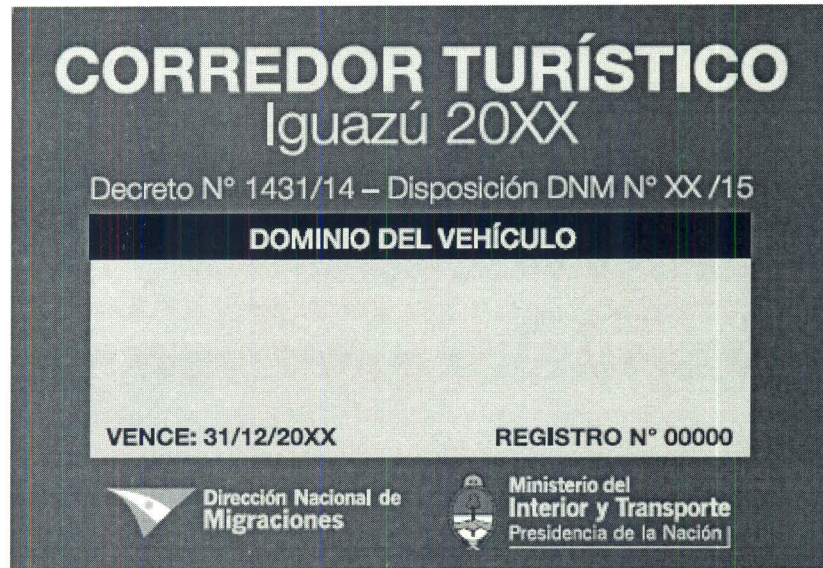 CORREDOR TURÍSTICO
Iguazú 20XX
Decreto N° 1431/14 – Disposición DNM N° XX /15
DOMINIO DEL VEHÍCULO
VENCE: 31/12/20XX
REGISTRO N° 00000
Dirección Nacional de
Migraciones
Ministerio del
Interior y Transporte
Presidencia de la Nación